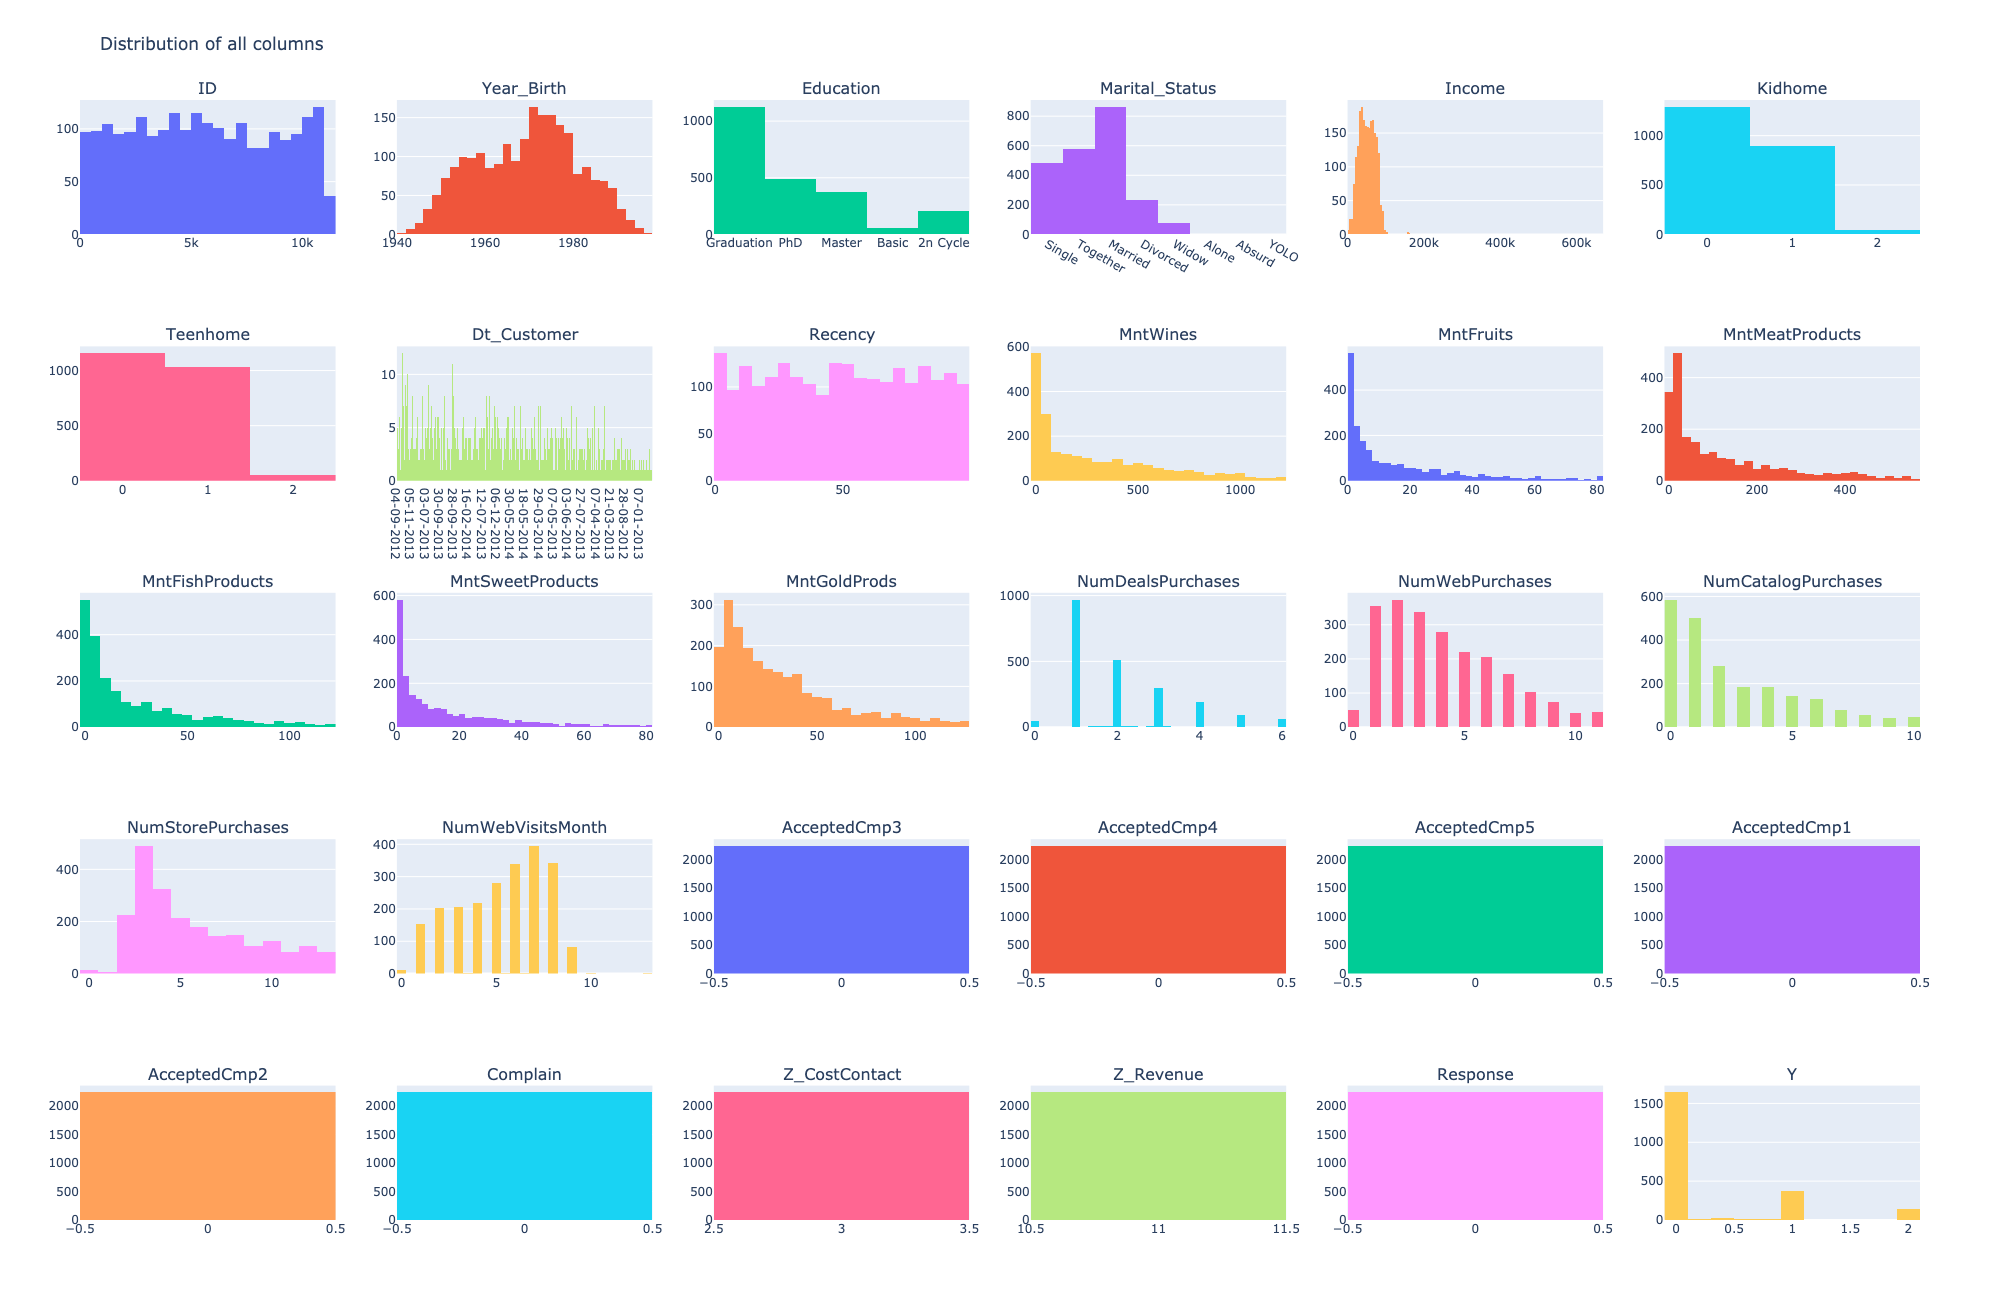 Distribution of all columns
ID
Year_Birth
Education
Marital_Status
Income
Kidhome
0 50 100
0 5k 10k
0 50 100 150
1940 1960 1980
0 500 1000
Graduation PhD Master Basic 2n Cycle
0 200 400 600 800
Single Together Married Divorced Widow Alone Absurd YOLO
0 50 100 150
0 200k 400k 600k
0 500 1000
0 1 2
Teenhome
Dt_Customer
Recency
MntWines
MntFruits
MntMeatProducts
0 500 1000
0 1 2
0 5 10
04-09-2012 05-11-2013 03-07-2013 30-09-2013 28-09-2013 16-02-2014 12-07-2013 16-12-2012 30-05-2014 18-05-2014 29-03-2014 07-05-2013 03-06-2014 27-07-2013 07-04-2014 21-03-2013 28-08-2012 07-01-2013
0 50 100
0 50
0 200 400 600
0 500 1000
0 200 400
0 20 40 60 80
0 200 400
0 200 400
MntFishProducts
MntSweetProducts
MntGoldProds
NumDealsPurchases
NumWebPurchases
NumCatalogPurchases
0 200 400
0 50 100
0 200 400 600
0 20 40 60 80
0 100 200 300
0 50 100
0 500 1000
0 2 4 6
0 100 200 300
0 5 10
0 200 400 600
0 5 10
NumStorePurchases
NumWebVisitsMonth
AcceptedCmp3
AcceptedCmp4
AcceptedCmp5
AcceptedCmp1
0 200 400
0 5 10
0 100 200 300 400
0 5 10
0 500 1000 1500 2000
−0.5 0 0.5
0 500 1000 1500 2000
−0.5 0 0.5
0 500 1000 1500 2000
−0.5 0 0.5
0 500 1000 1500 2000
−0.5 0 0.5
AcceptedCmp2
Complain
Z_CostContact
Z_Revenue
Response
Y
0 500 1000 1500 2000
−0.5 0 0.5
0 500 1000 1500 2000
−0.5 0 0.5
0 500 1000 1500 2000
2.5 3 3.5
0 500 1000 1500 2000
10.5 11 11.5
0 500 1000 1500 2000
−0.5 0 0.5
0 500 1000 1500
0 0.5 1 1.5 2